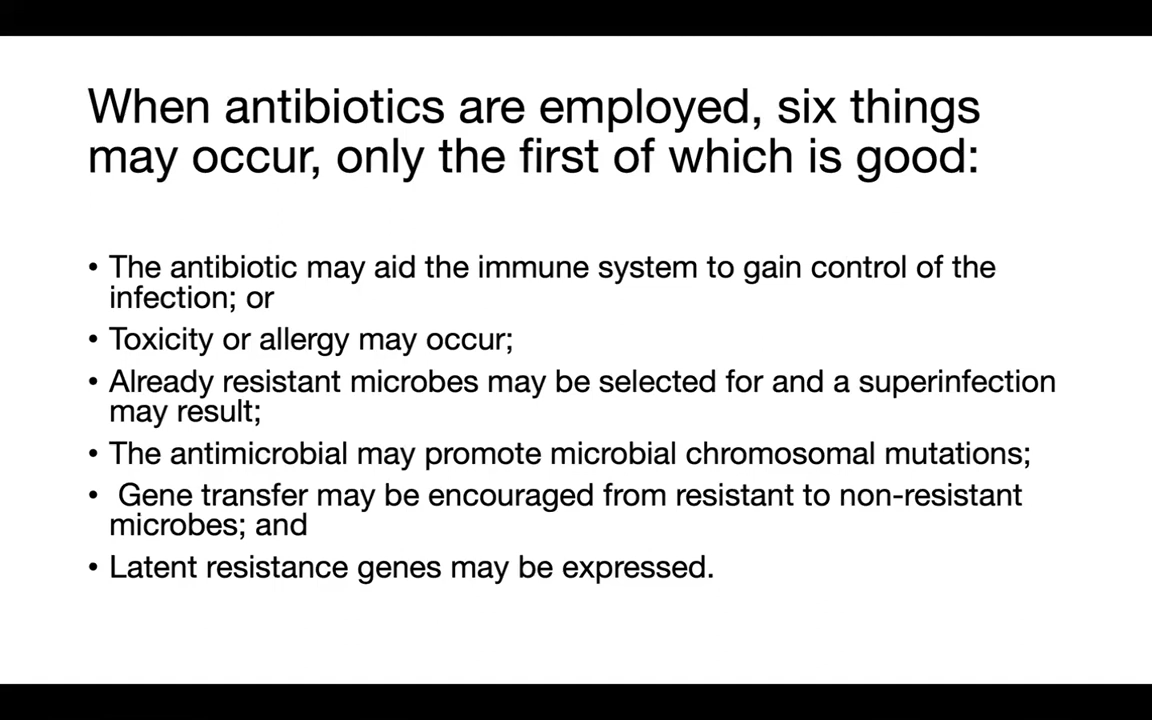 When antibiotics are employed, six things
may occur, only the first of which is good:
• The antibiotic may aid the immune system to gain control of the
infection; or
• Toxicity or allergy may occur;
• Already resistant microbes may be selected for and a superinfection
may result;
• The antimicrobial may promote microbial chromosomal mutations;
• Gene transfer may be encouraged from resistant to non-resistant
microbes; and
• Latent resistance genes may be expressed.